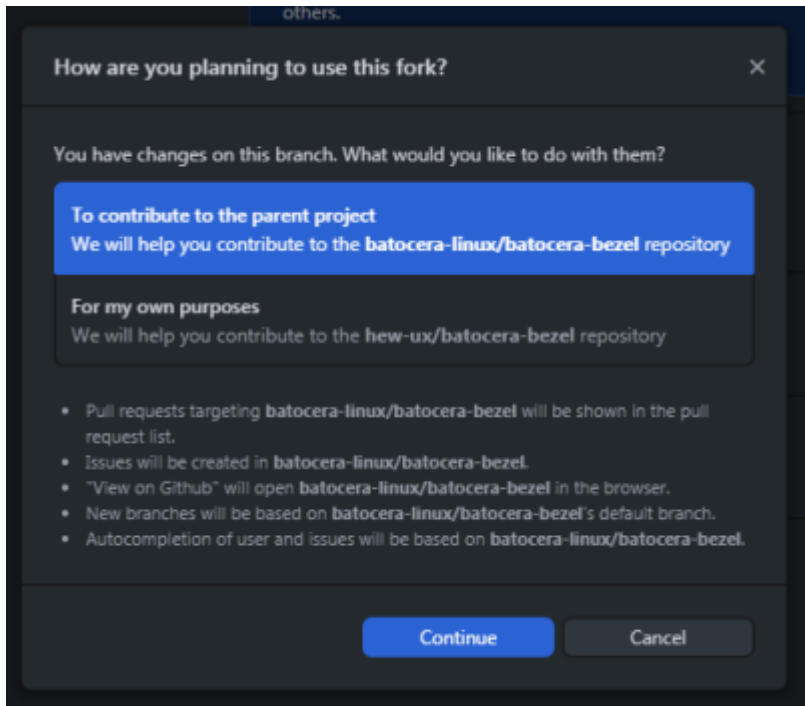 others.
How are you planning to use this fork?
You have changes on this branch. What would you like to do with them?
To contribute to the parent project
We will help you contribute to the batocera-linux/batocera-bezel repository
For my own purposes
We will help you contribute to the hew-ux/batocera-bezel repository
• Pull requests targeting batocera-linux/batocera-bezel will be shown in the pull
request list.
• Issues will be created in batocera-linux/batocera-bezel.
• "View on Github" will open batocera-linux/batocera-bezel in the browser.
• New branches will be based on batocera-linux/batocera-bezel's default branch.
• Autocompletion of user and issues will be based on batocera-linux/batocera-bezel.
Continue Cancel